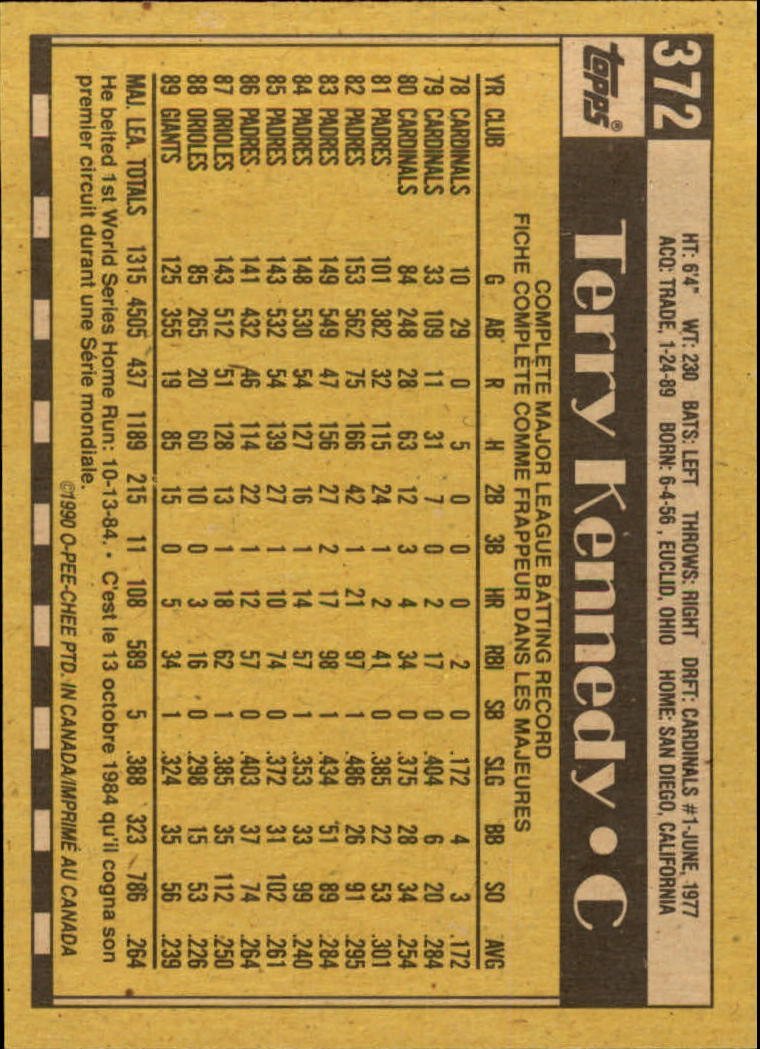 372
HT: 6'4" WT: 230 BATS: LEFT THROWS: RIGHT DRFT: CARDINALS #1-JUNE, 1977
ACQ: TRADE, 1-24-89 BORN: 6-4-56, EUCLID, OHIO HOME: SAN DIEGO, CALIFORNIA
topps®
Terry Kennedy • C
COMPLETE MAJOR LEAGUE BATTING RECORD
FICHE COMPLÈTE COMME FRAPPEUR DANS LES MAJEURES
YR CLUB G AB R H 2B 3B HR RBI SB SLG BB SO AVG
78 CARDINALS 10 29 0 5 0 0 0 2 0 .172 4 3 .172
79 CARDINALS 33 109 11 31 7 0 2 17 0 .404 6 20 .284
80 CARDINALS 84 248 28 63 12 3 4 34 0 .375 28 34 .254
81 PADRES 101 382 32 115 24 1 2 41 0 .385 22 53 .301
82 PADRES 153 562 75 166 42 1 21 97 1 .486 26 91 .295
83 PADRES 149 549 47 156 27 2 17 98 1 .434 51 89 .284
84 PADRES 148 530 54 127 16 1 14 57 1 .353 33 99 .240
85 PADRES 143 532 54 139 27 1 10 74 0 .372 31 102 .261
86 PADRES 141 432 46 114 22 1 12 57 0 .403 37 74 .264
87 ORIOLES 143 512 51 128 13 1 18 62 1 .385 35 112 .250
88 ORIOLES 85 265 20 60 10 0 3 16 0 .298 15 53 .226
89 GIANTS 125 355 19 85 15 0 5 34 1 .324 35 56 .239
MAJ. LEA. TOTALS 1315 4505 437 1189 215 11 108 589 5 .388 323 786 .264
He belted 1st World Series Home Run: 10-13-84. • C'est le 13 octobre 1984 qu'il cogna son
premier circuit durant une Série mondiale.
©1990 O-PEE-CHEE PTD. IN CANADA/IMPRIMÉ AU CANADA